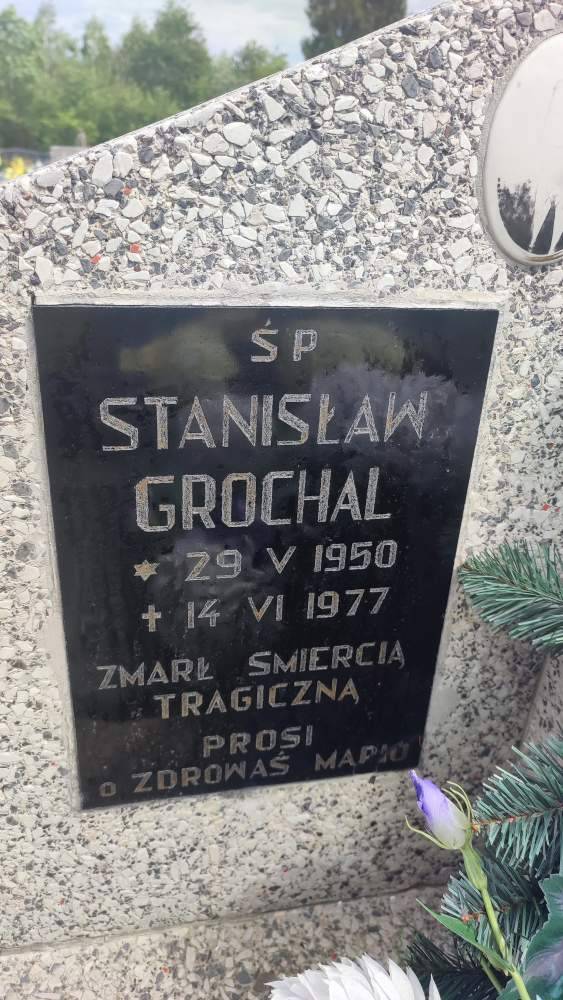 ŚP
STANISŁAW
GROCHAL
* 29 V 1950
+ 14 VI 1977
ZMARŁ ŚMIERCIĄ
TRAGICZNĄ
PROSI
O ZDROWAŚ MARIO